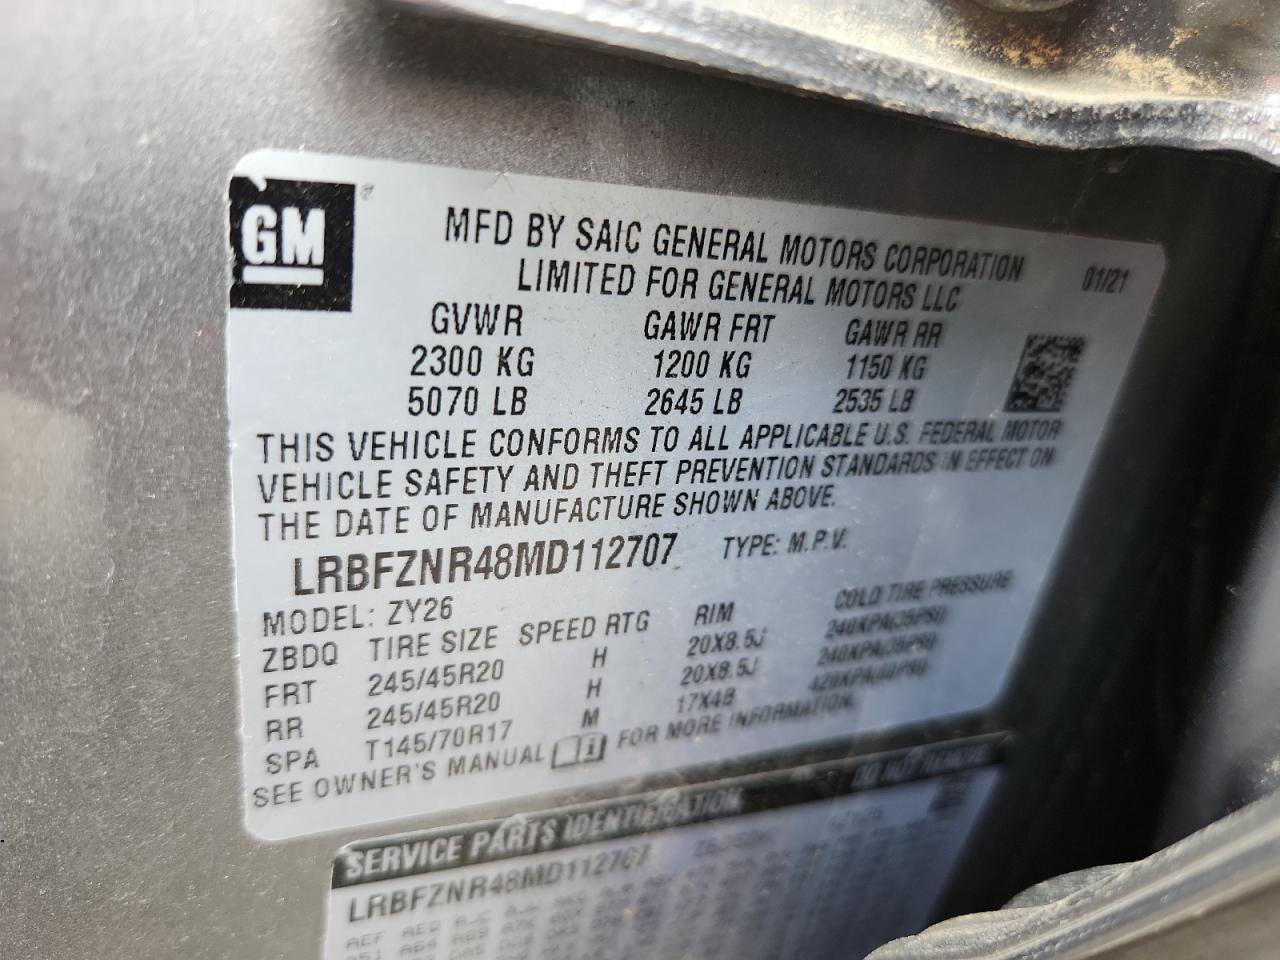 GM
MFD BY SAIC GENERAL MOTORS CORPORATION 01/21
LIMITED FOR GENERAL MOTORS LLC
GVWR GAWR FRT GAWR RR
2300 KG 1200 KG 1150 KG
5070 LB 2645 LB 2535 LB
THIS VEHICLE CONFORMS TO ALL APPLICABLE U.S. FEDERAL MOTOR
VEHICLE SAFETY AND THEFT PREVENTION STANDARDS IN EFFECT ON
THE DATE OF MANUFACTURE SHOWN ABOVE.
LRBFZNR48MD112707 TYPE: M.P.V.
MODEL: ZY26
ZBDQ TIRE SIZE SPEED RTG RIM COLD TIRE PRESSURE
FRT 245/45R20 H 20X8.5J 240KPA(35PSI)
RR 245/45R20 H 20X8.5J 240KPA(35PSI)
SPA T145/70R17 M 17X4B 420KPA(60PSI)
SEE OWNER'S MANUAL FOR MORE INFORMATION.
SERVICE PARTS IDENTIFICATION DO NOT REMOVE
LRBFZNR48MD112707